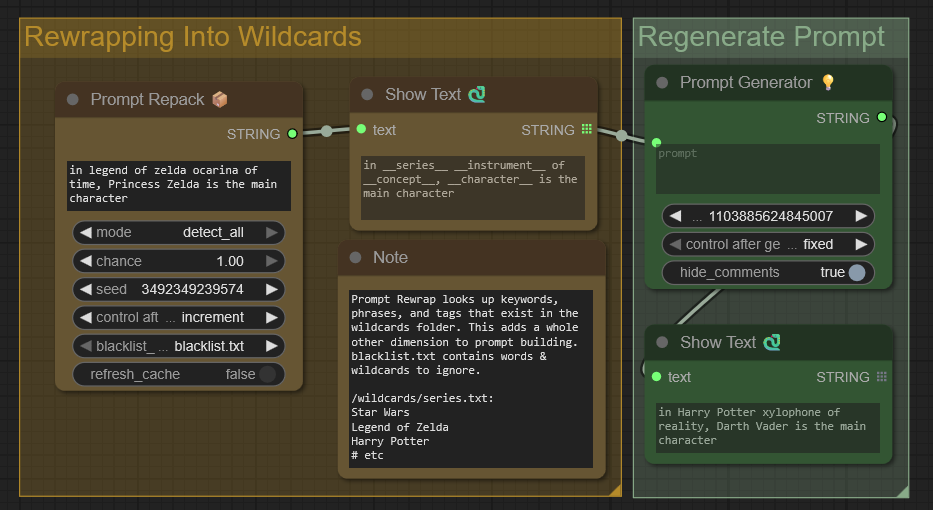 Rewrapping Into Wildcards
Prompt Repack 📦
STRING
in legend of zelda ocarina of
time, Princess Zelda is the main
character
mode detect_all
chance 1.00
seed 3492349239574
control aft ... increment
blacklist_ ... blacklist.txt
refresh_cache false
Show Text
text STRING
in __series__ __instrument__ of
__concept__, __character__ is the
main character
Note
Prompt Rewrap looks up keywords,
phrases, and tags that exist in the
wildcards folder. This adds a whole
other dimension to prompt building.
blacklist.txt contains words &
wildcards to ignore.
/wildcards/series.txt:
Star Wars
Legend of Zelda
Harry Potter
# etc
Regenerate Prompt
Prompt Generator 💡
STRING
prompt
... 1103885624845007
control after ge ... fixed
hide_comments true
Show Text
text STRING
in Harry Potter xylophone of
reality, Darth Vader is the main
character